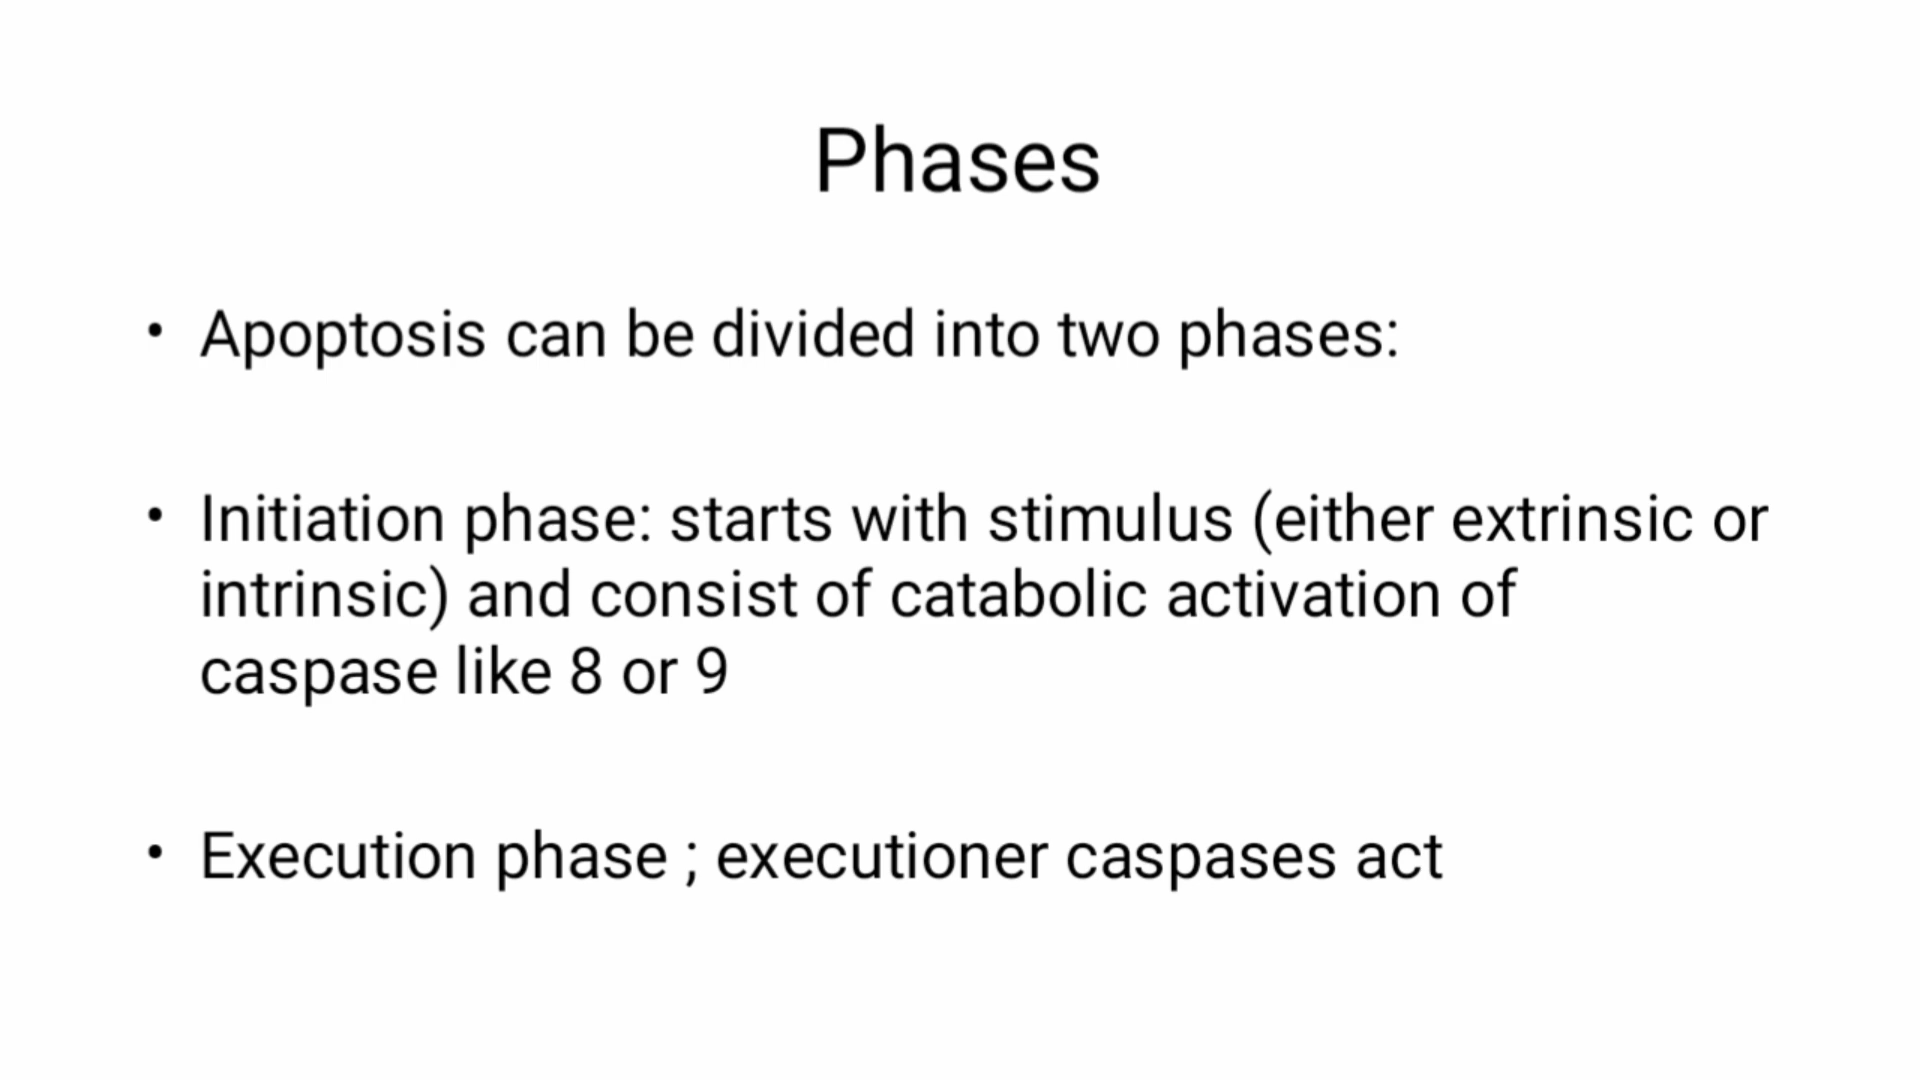 Phases
• Apoptosis can be divided into two phases:
• Initiation phase: starts with stimulus (either extrinsic or
intrinsic) and consist of catabolic activation of
caspase like 8 or 9
• Execution phase ; executioner caspases act